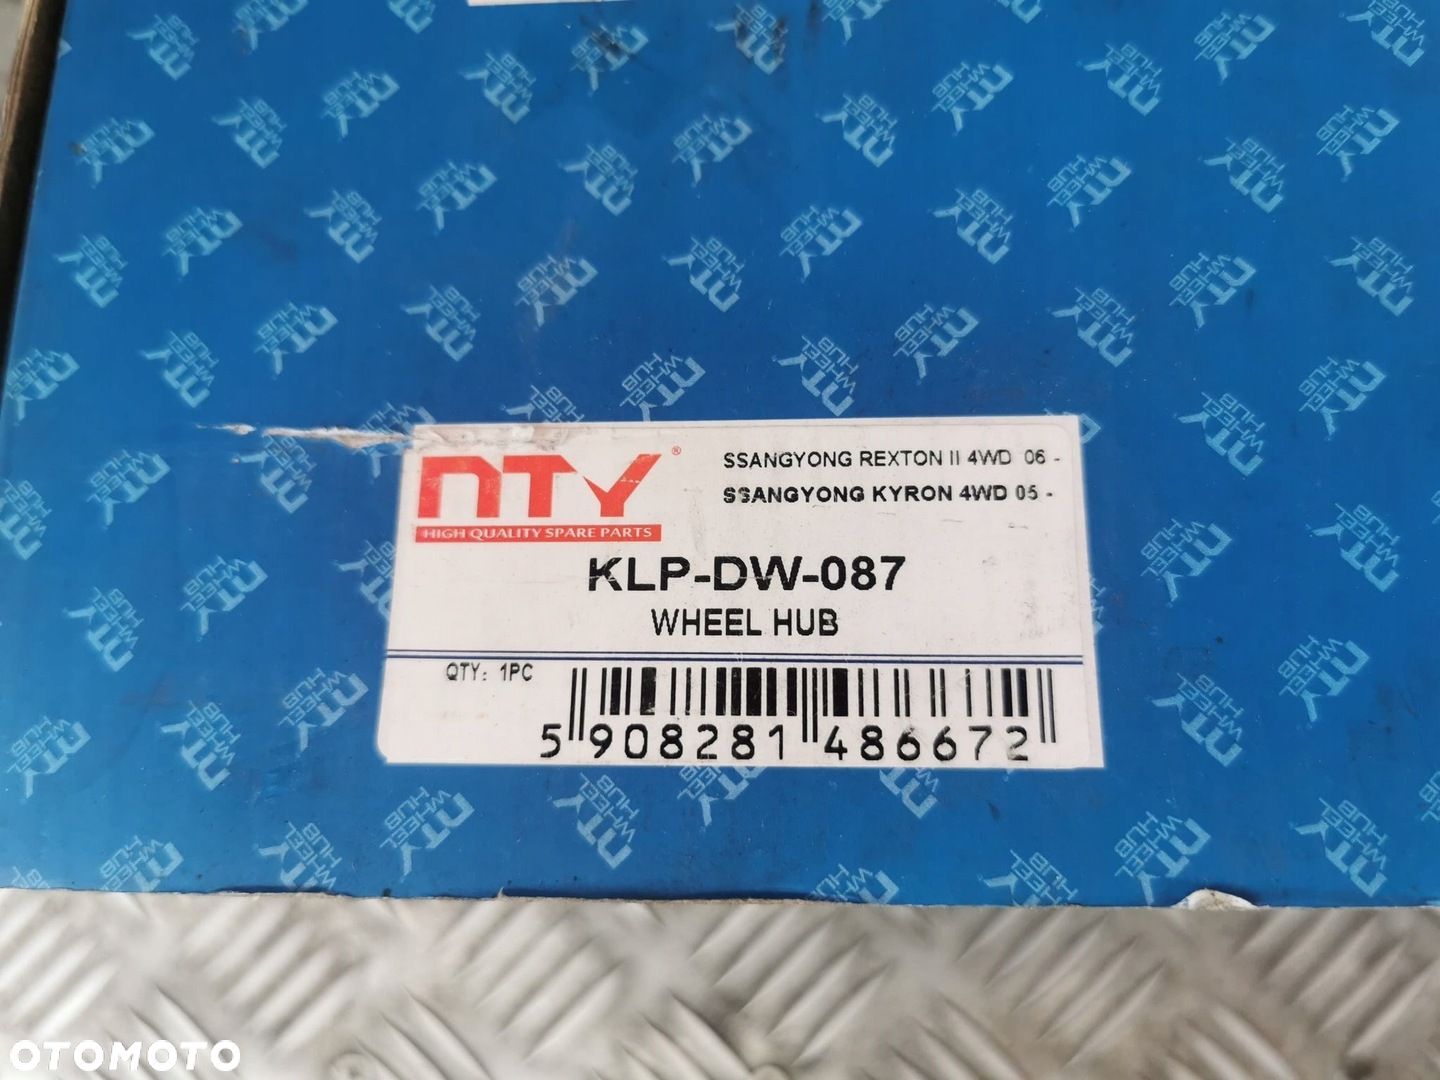 NTY ®
HIGH QUALITY SPARE PARTS
SSANGYONG REXTON II 4WD 06 -
SSANGYONG KYRON 4WD 05 -
KLP-DW-087
WHEEL HUB
QTY: 1PC
5 908281 486672
OTOMOTO